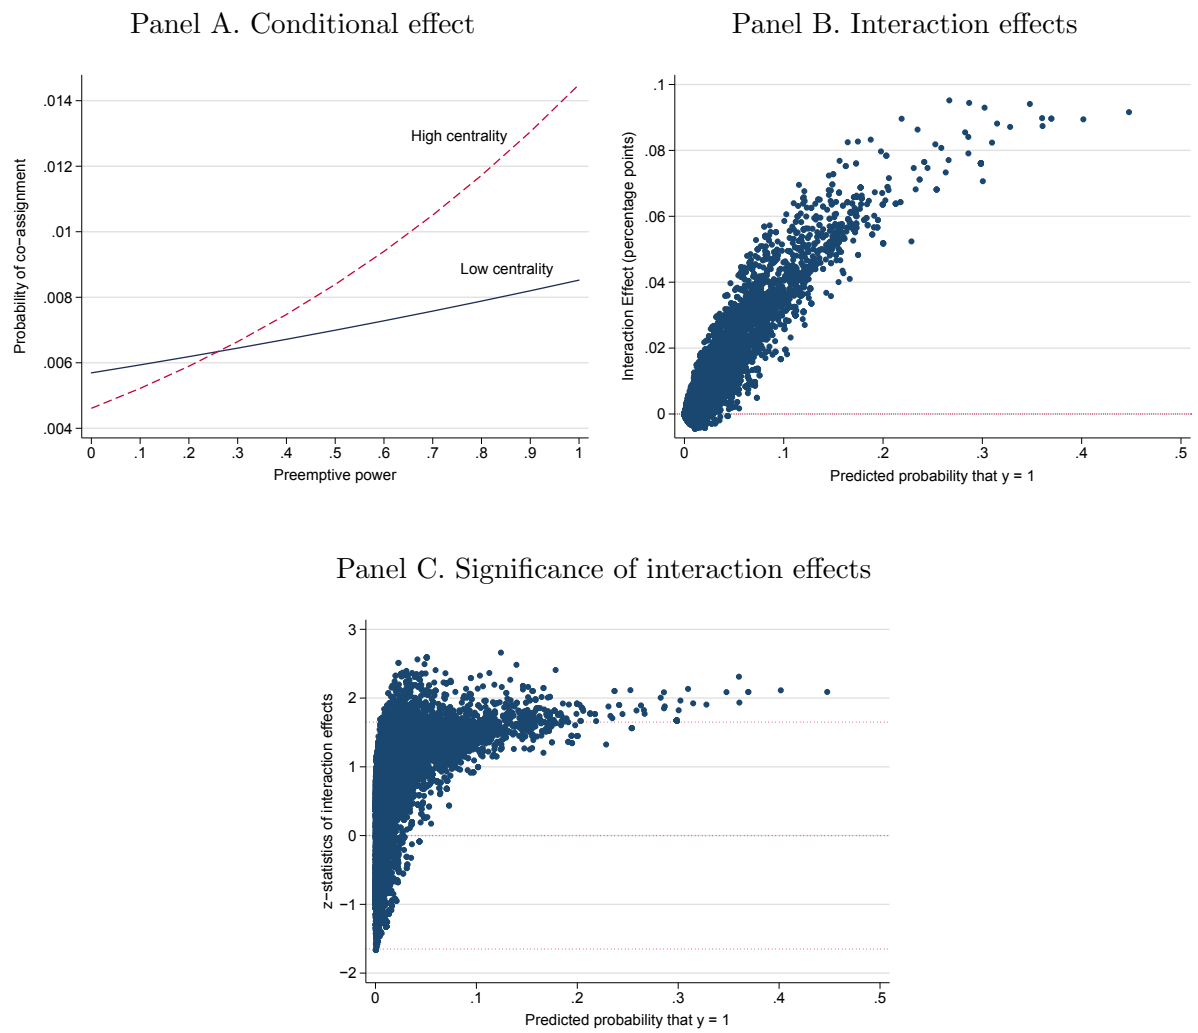 Panel A. Conditional effect
Probability of co−assignment
.014
.012
.01
.008
.006
.004
High centrality
Low centrality
0 .1 .2 .3 .4 .5 .6 .7 .8 .9 1
Preemptive power
Panel B. Interaction effects
Interaction Effect (percentage points)
.1
.08
.06
.04
.02
0
0 .1 .2 .3 .4 .5
Predicted probability that y = 1
Panel C. Significance of interaction effects
z−statistics of interaction effects
3
2
1
0
−1
−2
0 .1 .2 .3 .4 .5
Predicted probability that y = 1